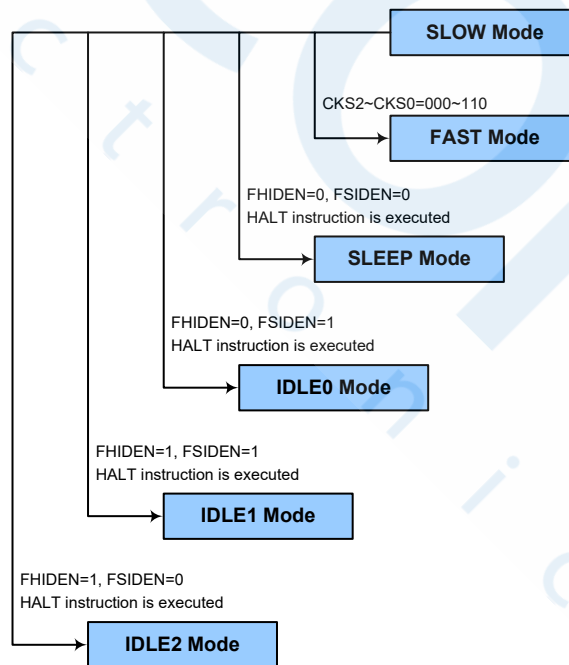 SLOW Mode
CKS2~CKS0=000~110
FAST Mode
FHIDEN=0, FSIDEN=0
HALT instruction is executed
SLEEP Mode
FHIDEN=0, FSIDEN=1
HALT instruction is executed
IDLE0 Mode
FHIDEN=1, FSIDEN=1
HALT instruction is executed
IDLE1 Mode
FHIDEN=1, FSIDEN=0
HALT instruction is executed
IDLE2 Mode
c t r o n i c